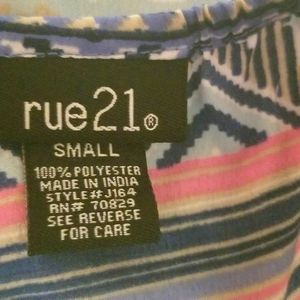 rue21®
SMALL
100% POLYESTER
MADE IN INDIA
STYLE#J164
RN# 70829
SEE REVERSE
FOR CARE